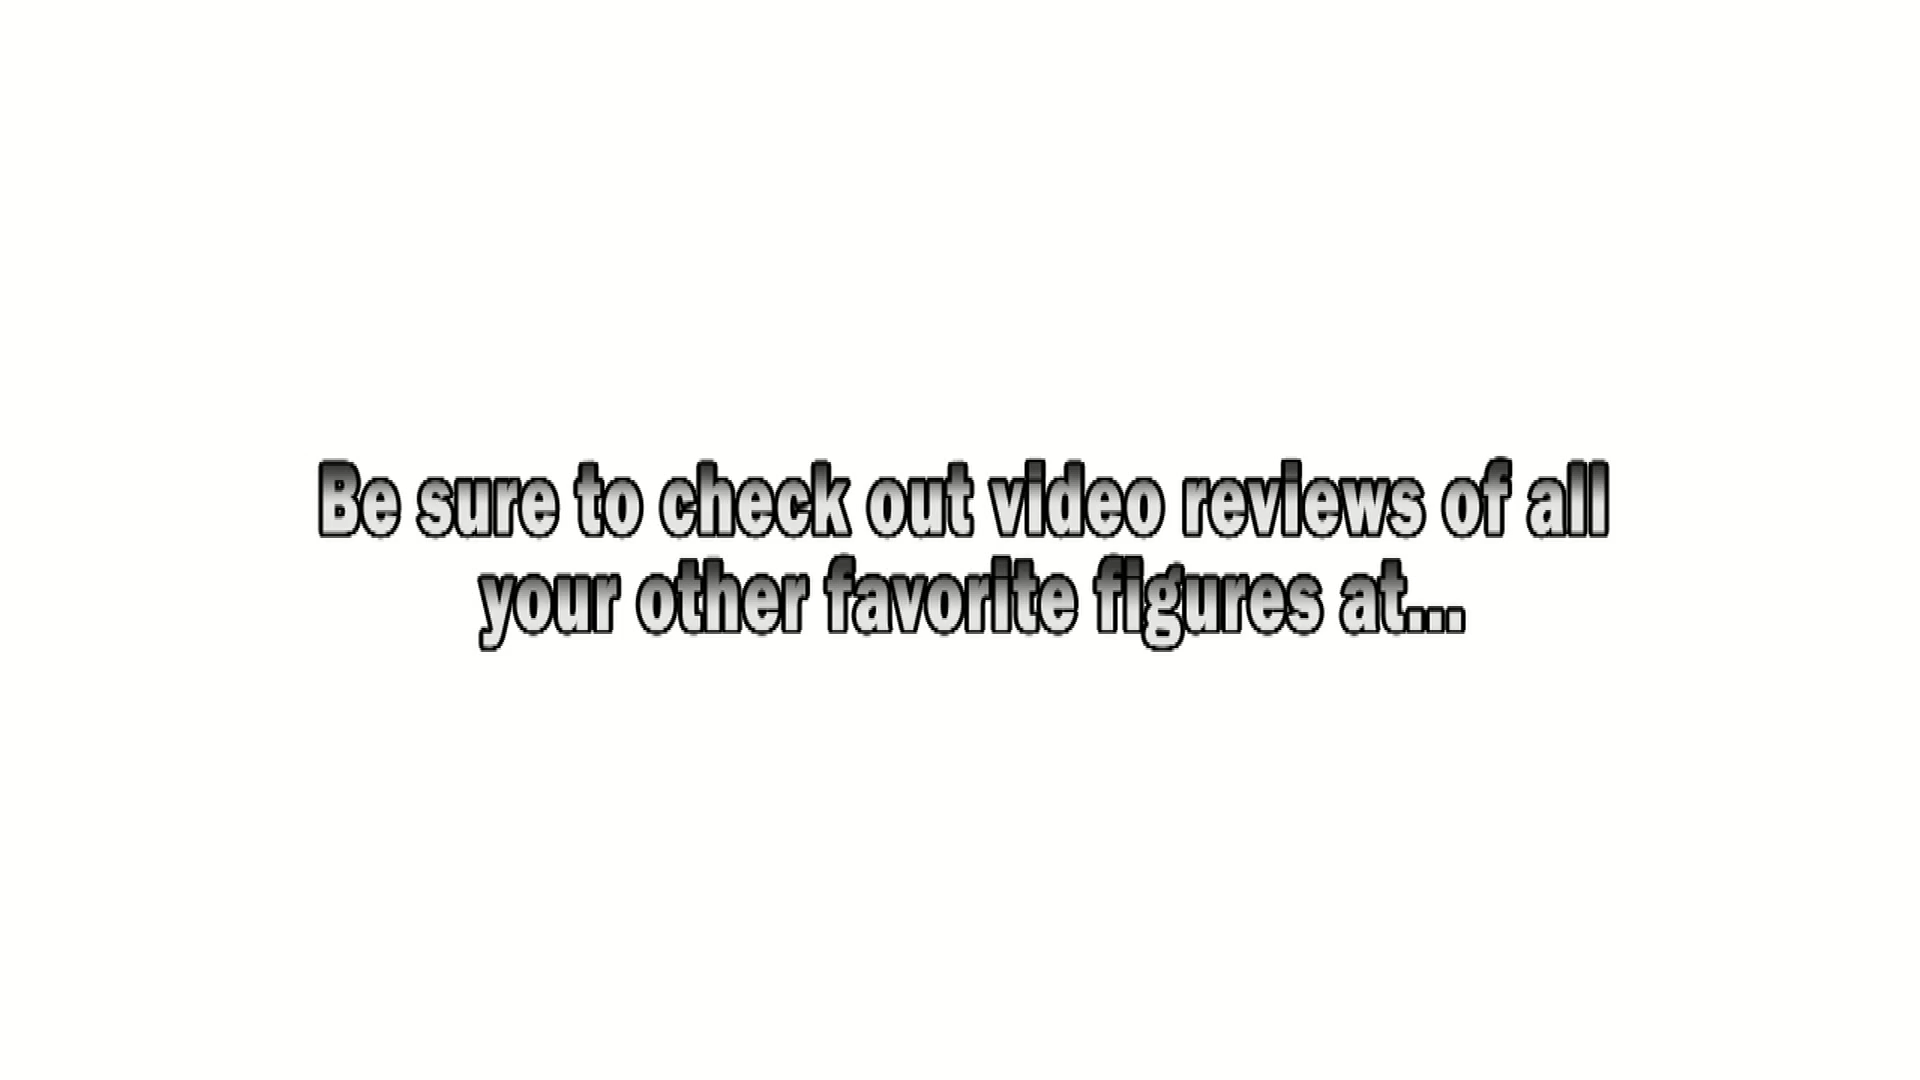 Be sure to check out video reviews of all
your other favorite figures at...